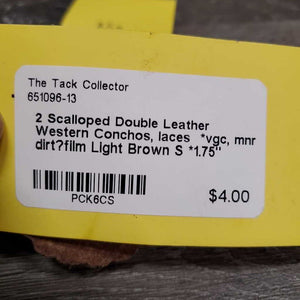 The Tack Collector
651096-13
2 Scalloped Double Leather
Western Conchos, laces *vgc, mnr
dirt?film Light Brown S *1.75"
PCK6CS
$4.00